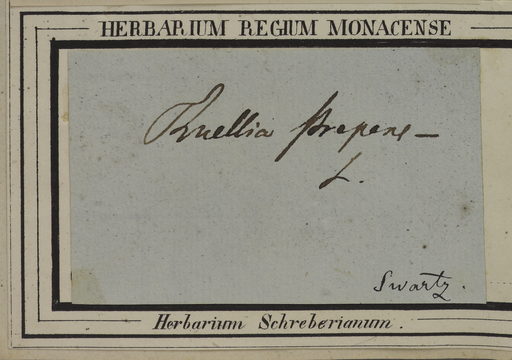 HERBARIUM REGIUM MONACENSE
Ruellia strepens
L.
Swartz.
Herbarium Schreberianum.